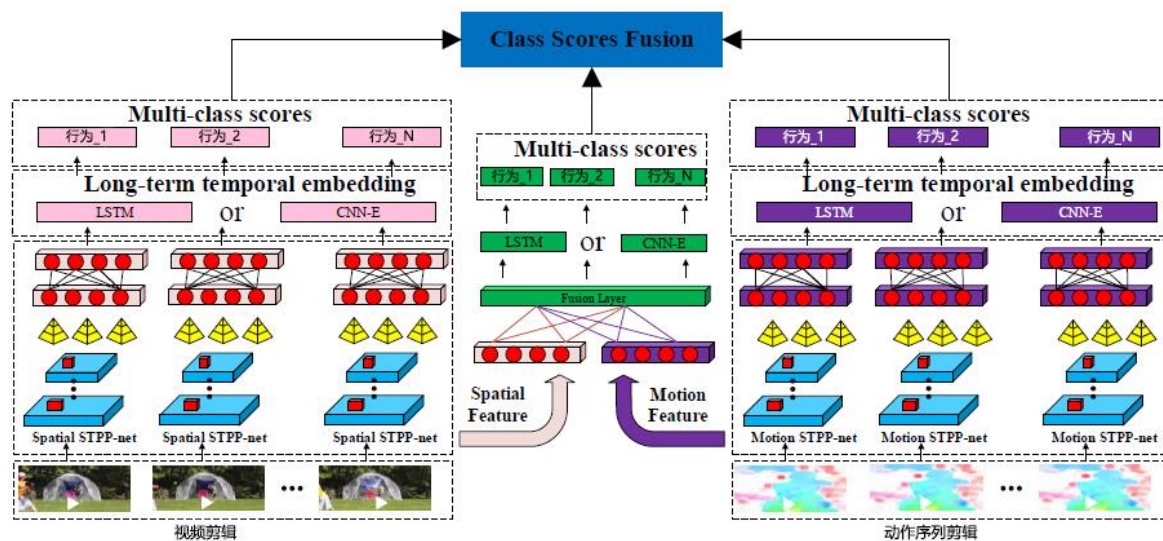 Class Scores Fusion
Multi-class scores
行为_1
行为_2
行为_N
Long-term temporal embedding
LSTM
or
CNN-E
Spatial STPP-net
Spatial STPP-net
Spatial STPP-net
视频剪辑
Multi-class scores
行为_1
行为_2
行为_N
LSTM
or
CNN-E
Fusion Layer
Spatial
Feature
Motion
Feature
Multi-class scores
行为_1
行为_2
行为_N
Long-term temporal embedding
LSTM
or
CNN-E
Motion STPP-net
Motion STPP-net
Motion STPP-net
动作序列剪辑